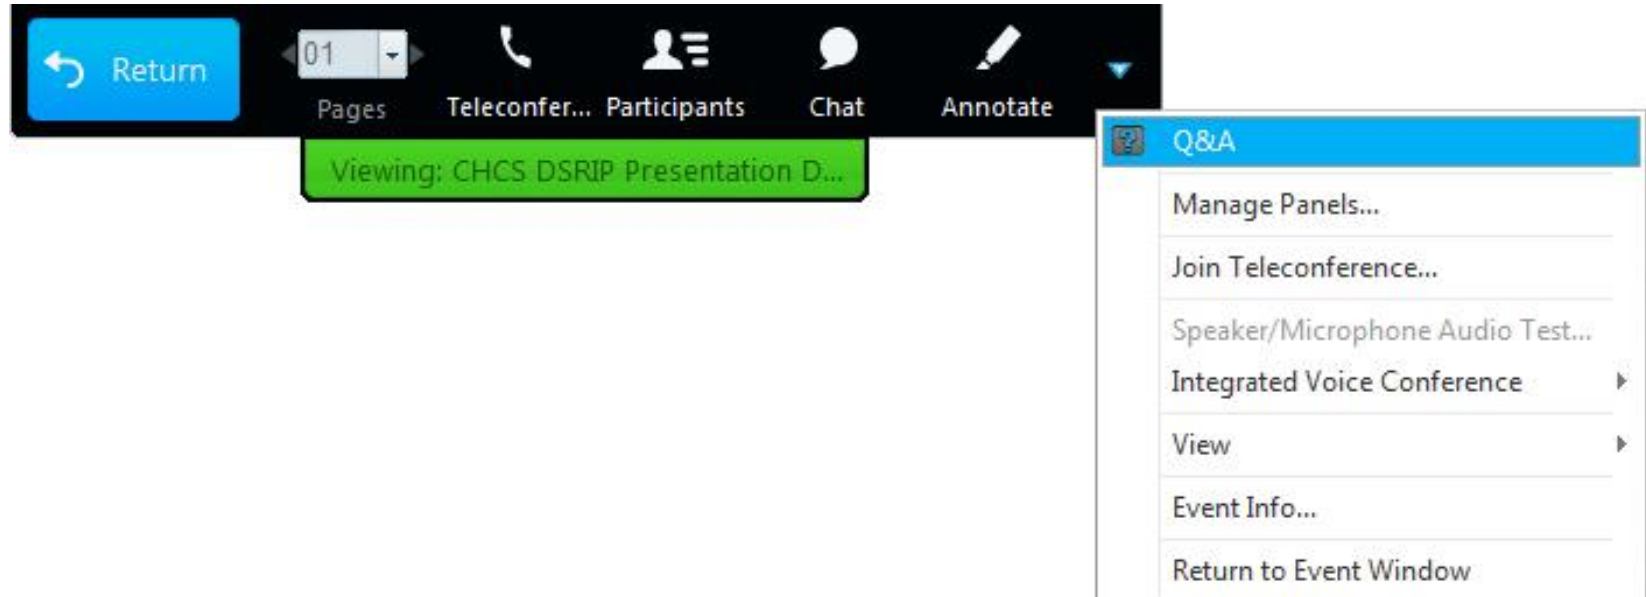 Return
01
Pages
Teleconfer...
Participants
Chat
Annotate
Viewing: CHCS DSRIP Presentation D...
? Q&A
Manage Panels...
Join Teleconference...
Speaker/Microphone Audio Test...
Integrated Voice Conference
View
Event Info...
Return to Event Window